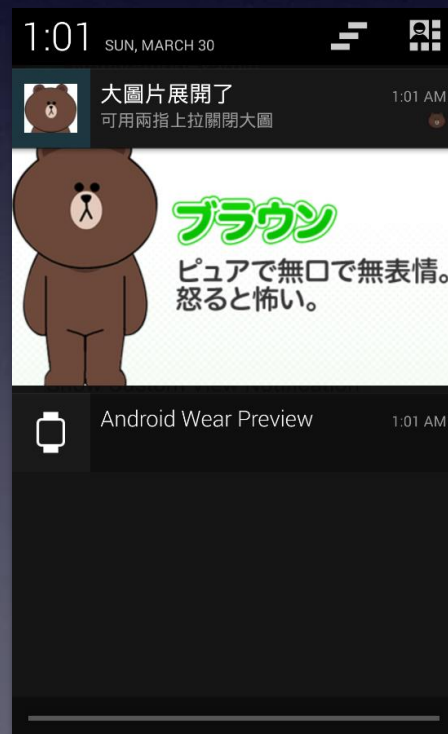 1:01 SUN, MARCH 30
大圖片展開了 1:01 AM
可用兩指上拉關閉大圖
ブラウン
ピュアで無口で無表情。
怒ると怖い。
Android Wear Preview 1:01 AM